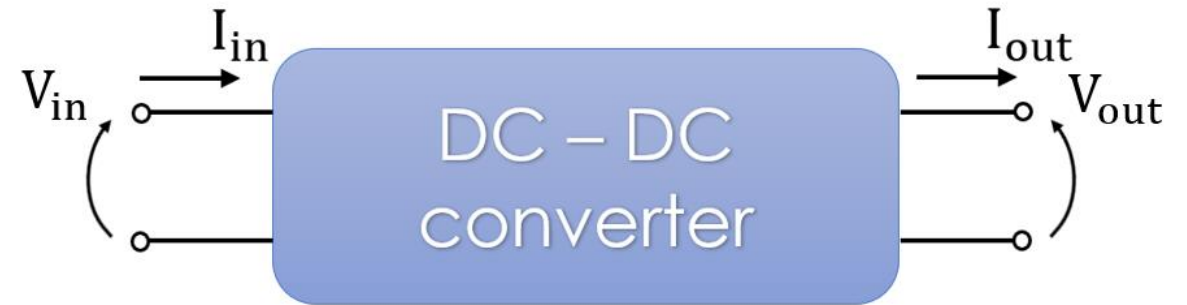 I_in
I_out
V_in
V_out
DC – DC
converter